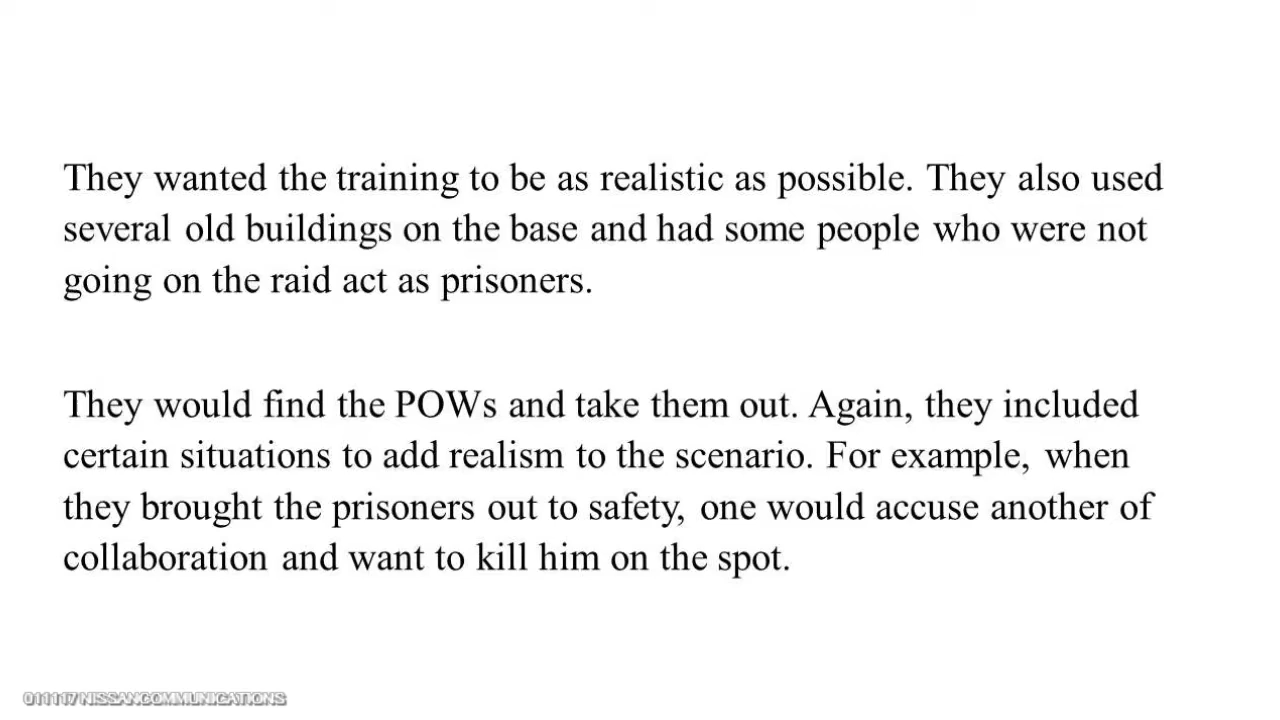 They wanted the training to be as realistic as possible. They also used
several old buildings on the base and had some people who were not
going on the raid act as prisoners.
They would find the POWs and take them out. Again, they included
certain situations to add realism to the scenario. For example, when
they brought the prisoners out to safety, one would accuse another of
collaboration and want to kill him on the spot.
011117 NISSANCOMMUNICATIONS